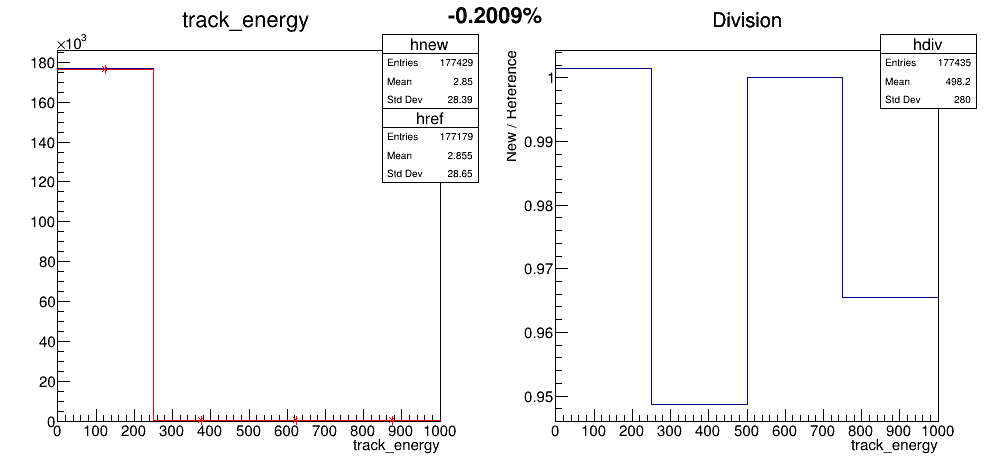 -0.2009%
track_energy
×10³
180
160
140
120
100
80
60
40
20
0
0 100 200 300 400 500 600 700 800 900 1000
track_energy
hnew
Entries 177429
Mean 2.85
Std Dev 28.39
href
Entries 177179
Mean 2.855
Std Dev 28.65
Division
New / Reference
1
0.99
0.98
0.97
0.96
0.95
0 100 200 300 400 500 600 700 800 900 1000
track_energy
hdiv
Entries 177435
Mean 498.2
Std Dev 280